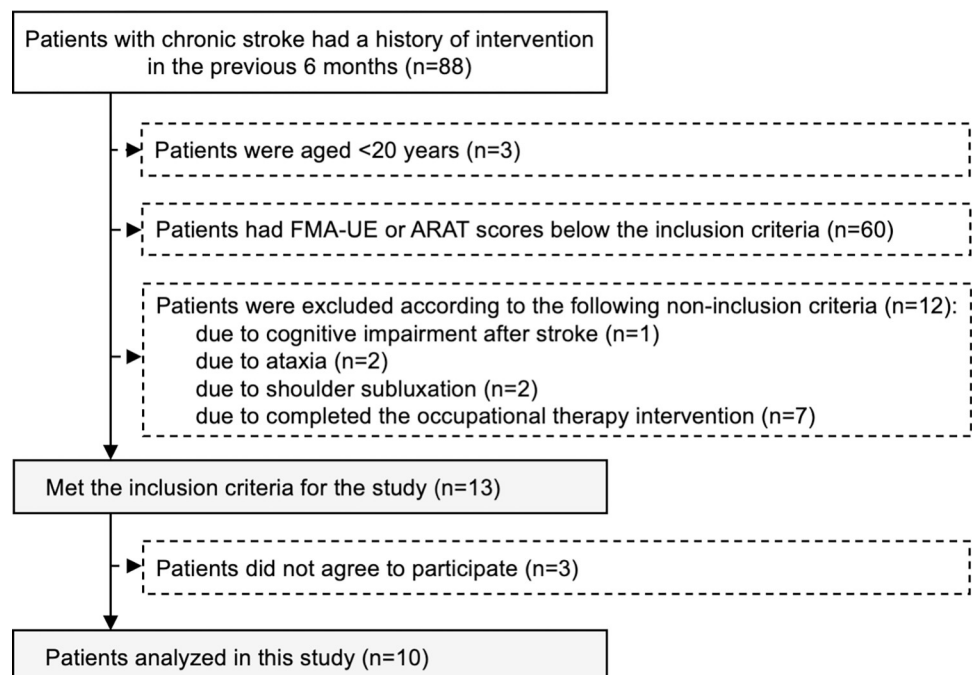 Patients with chronic stroke had a history of intervention
in the previous 6 months (n=88)
Patients were aged <20 years (n=3)
Patients had FMA-UE or ARAT scores below the inclusion criteria (n=60)
Patients were excluded according to the following non-inclusion criteria (n=12):
due to cognitive impairment after stroke (n=1)
due to ataxia (n=2)
due to shoulder subluxation (n=2)
due to completed the occupational therapy intervention (n=7)
Met the inclusion criteria for the study (n=13)
Patients did not agree to participate (n=3)
Patients analyzed in this study (n=10)